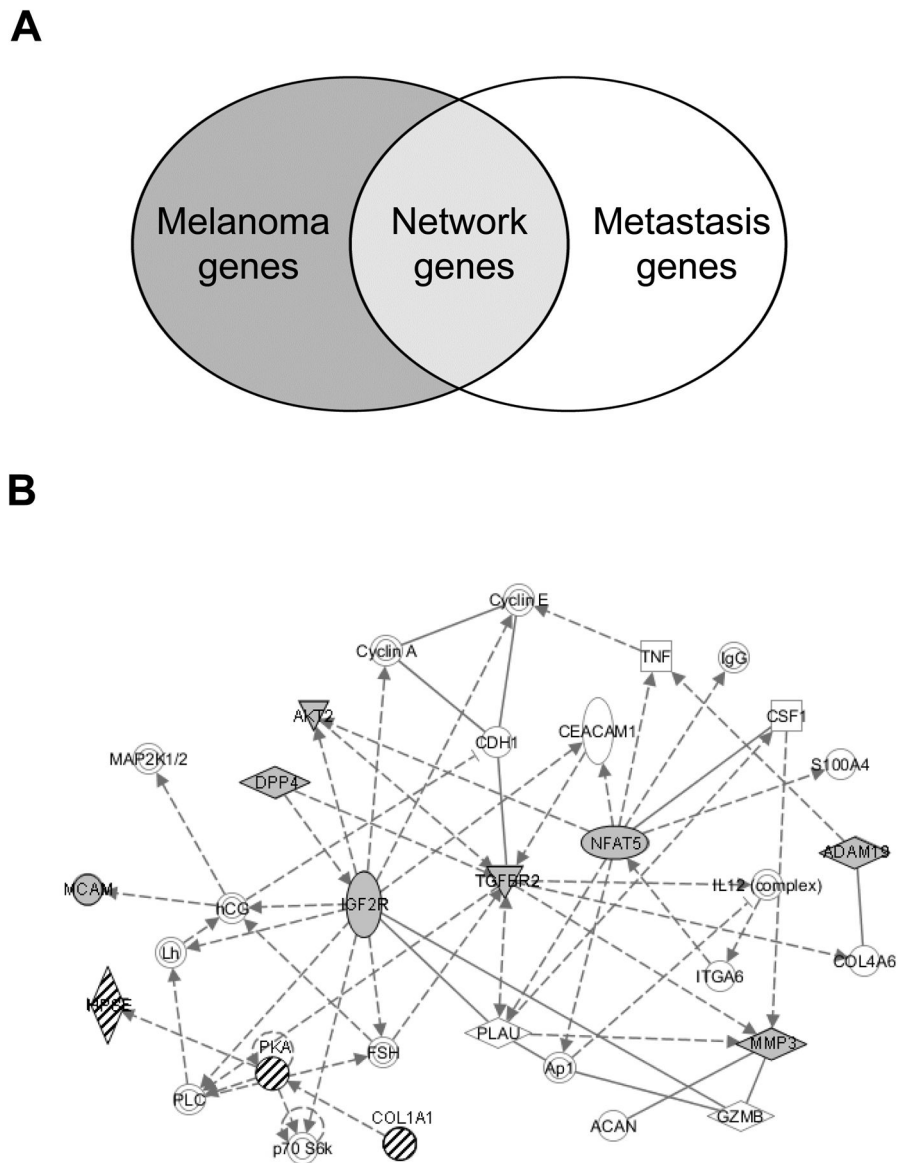 A
Melanoma genes
Network genes
Metastasis genes
B
Cyclin E
Cyclin A
TNF
IgG
AKT2
CDH1
CEACAM1
CSF1
MAP2K1/2
S100A4
DPP4
NFAT5
ADAM19
TGFBR2
IL12 (complex)
MCAM
hCG
IGF2R
Lh
ITGA6
COL4A6
HPSE
PLAU
MMP3
PKA
FSH
Ap1
PLC
COL1A1
ACAN
GZMB
p70 S6k